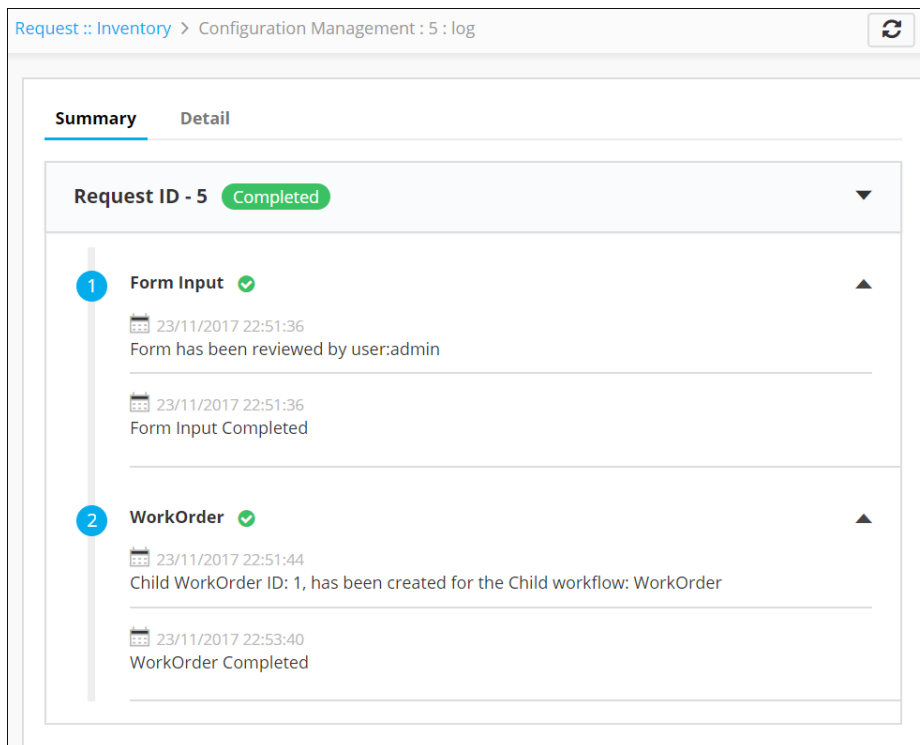 Request :: Inventory > Configuration Management : 5 : log
Summary Detail
Request ID - 5 Completed
1 Form Input
23/11/2017 22:51:36
Form has been reviewed by user:admin
23/11/2017 22:51:36
Form Input Completed
2 WorkOrder
23/11/2017 22:51:44
Child WorkOrder ID: 1, has been created for the Child workflow: WorkOrder
23/11/2017 22:53:40
WorkOrder Completed